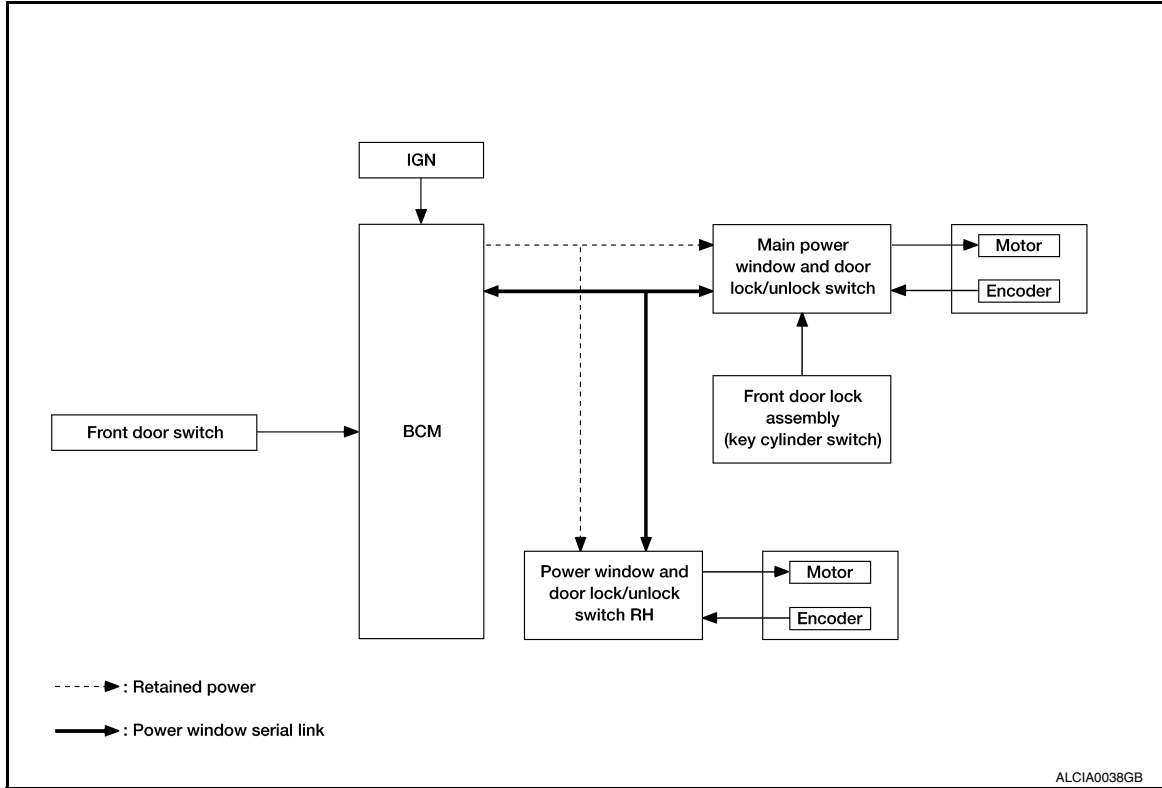 IGN
BCM
Front door switch
Main power
window and door
lock/unlock switch
Motor
Encoder
Front door lock
assembly
(key cylinder switch)
Power window and
door lock/unlock
switch RH
Motor
Encoder
: Retained power
: Power window serial link
ALCIA0038GB